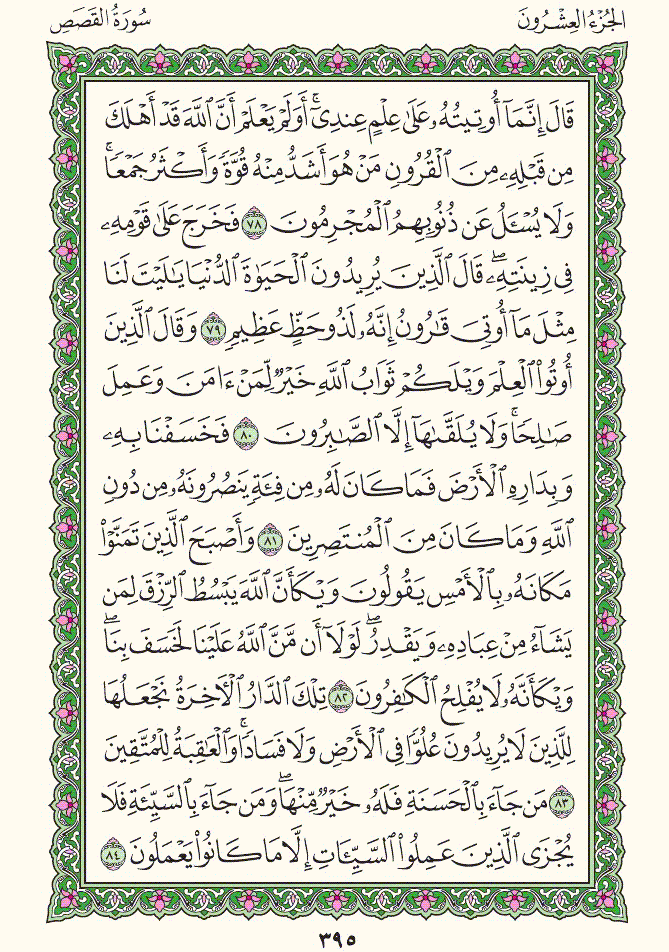 الجُزْءُ العِشْرُونَ
سُورَةُ القَصَصِ
قَالَ إِنَّمَآ أُوتِيتُهُۥ عَلَىٰ عِلْمٍ عِندِىٓۚ أَوَلَمْ يَعْلَمْ أَنَّ ٱللَّهَ قَدْ أَهْلَكَ
مِن قَبْلِهِۦ مِنَ ٱلْقُرُونِ مَنْ هُوَ أَشَدُّ مِنْهُ قُوَّةً وَأَكْثَرُ جَمْعًاۚ
وَلَا يُسْـَٔلُ عَن ذُنُوبِهِمُ ٱلْمُجْرِمُونَ ٧٨ فَخَرَجَ عَلَىٰ قَوْمِهِۦ
فِى زِينَتِهِۦۖ قَالَ ٱلَّذِينَ يُرِيدُونَ ٱلْحَيَوٰةَ ٱلدُّنْيَا يَـٰلَيْتَ لَنَا
مِثْلَ مَآ أُوتِىَ قَـٰرُونُ إِنَّهُۥ لَذُو حَظٍّ عَظِيمٍ ٧٩ وَقَالَ ٱلَّذِينَ
أُوتُوا۟ ٱلْعِلْمَ وَيْلَكُمْ ثَوَابُ ٱللَّهِ خَيْرٌ لِّمَنْ ءَامَنَ وَعَمِلَ
صَـٰلِحًاۚ وَلَا يُلَقَّىٰهَآ إِلَّا ٱلصَّـٰبِرُونَ ٨٠ فَخَسَفْنَا بِهِۦ
وَبِدَارِهِ ٱلْأَرْضَ فَمَا كَانَ لَهُۥ مِن فِئَةٍ يَنصُرُونَهُۥ مِن دُونِ
ٱللَّهِ وَمَا كَانَ مِنَ ٱلْمُنتَصِرِينَ ٨١ وَأَصْبَحَ ٱلَّذِينَ تَمَنَّوْا۟
مَكَانَهُۥ بِٱلْأَمْسِ يَقُولُونَ وَيْكَأَنَّ ٱللَّهَ يَبْسُطُ ٱلرِّزْقَ لِمَن
يَشَآءُ مِنْ عِبَادِهِۦ وَيَقْدِرُۖ لَوْلَآ أَن مَّنَّ ٱللَّهُ عَلَيْنَا لَخَسَفَ بِنَاۖ
وَيْكَأَنَّهُۥ لَا يُفْلِحُ ٱلْكَـٰفِرُونَ ٨٢ تِلْكَ ٱلدَّارُ ٱلْـَٔاخِرَةُ نَجْعَلُهَا
لِلَّذِينَ لَا يُرِيدُونَ عُلُوًّا فِى ٱلْأَرْضِ وَلَا فَسَادًاۚ وَٱلْعَـٰقِبَةُ لِلْمُتَّقِينَ
٨٣ مَن جَآءَ بِٱلْحَسَنَةِ فَلَهُۥ خَيْرٌ مِّنْهَاۖ وَمَن جَآءَ بِٱلسَّيِّئَةِ فَلَا
يُجْزَى ٱلَّذِينَ عَمِلُوا۟ ٱلسَّيِّـَٔاتِ إِلَّا مَا كَانُوا۟ يَعْمَلُونَ ٨٤
٣٩٥